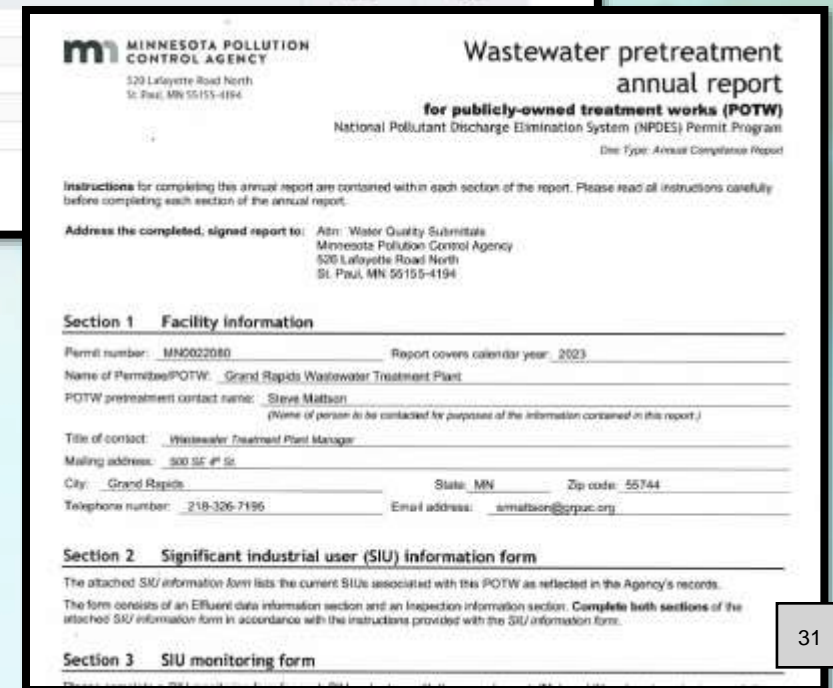 MINNESOTA POLLUTION
CONTROL AGENCY
520 Lafayette Road North
St. Paul, MN 55155-4194
Wastewater pretreatment
annual report
for publicly-owned treatment works (POTW)
National Pollutant Discharge Elimination System (NPDES) Permit Program
Doc Type: Annual Compliance Report
Instructions for completing this annual report are contained within each section of the report. Please read all instructions carefully
before completing each section of the annual report.
Address the completed, signed report to: Attn: Water Quality Submittals
Minnesota Pollution Control Agency
520 Lafayette Road North
St. Paul, MN 55155-4194
Section 1 Facility information
Permit number: MN0022080 Report covers calendar year: 2023
Name of Permittee/POTW: Grand Rapids Wastewater Treatment Plant
POTW pretreatment contact name: Steve Mattson
(Name of person to be contacted for purposes of the information contained in this report.)
Title of contact: Wastewater Treatment Plant Manager
Mailing address: 500 SE 4th St
City: Grand Rapids State: MN Zip code: 55744
Telephone number: 218-326-7195 Email address: srmattson@grpuc.org
Section 2 Significant industrial user (SIU) information form
The attached SIU information form lists the current SIUs associated with this POTW as reflected in the Agency's records.
The form consists of an Effluent data information section and an Inspection information section. Complete both sections of the
attached SIU information form in accordance with the instructions provided with the SIU information form.
Section 3 SIU monitoring form
31